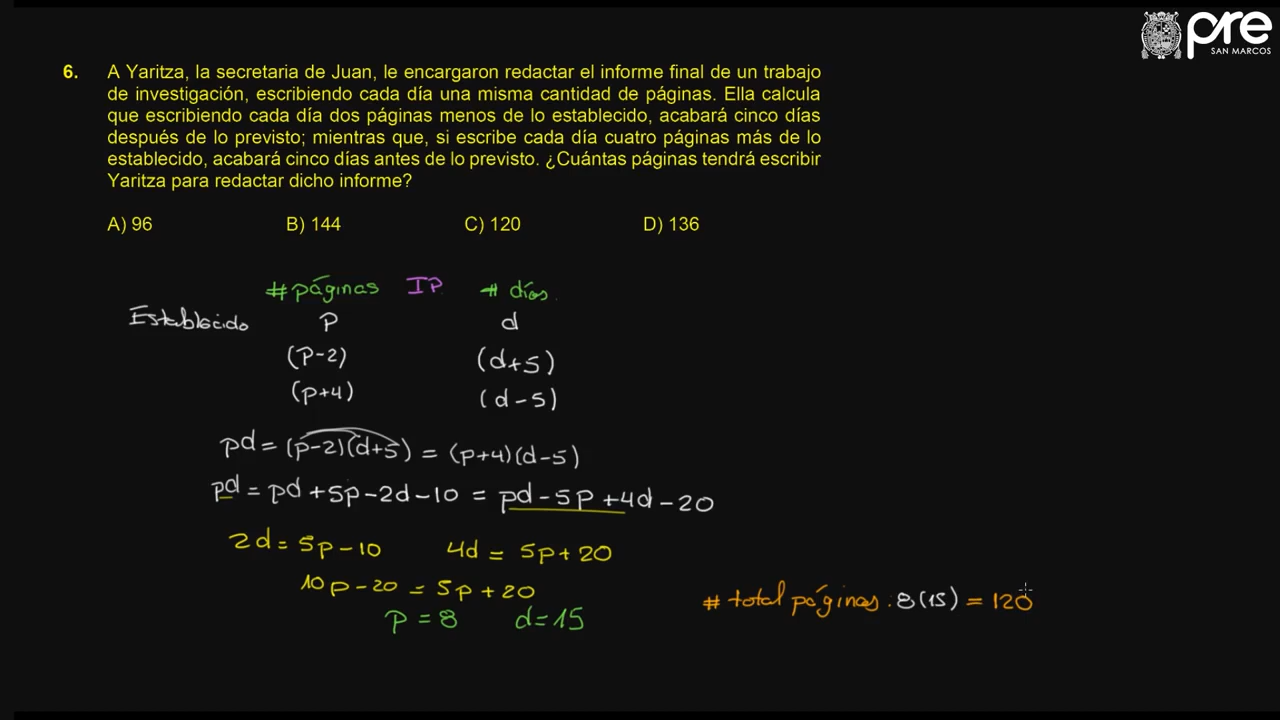 pre
SAN MARCOS
6. A Yaritza, la secretaria de Juan, le encargaron redactar el informe final de un trabajo
de investigación, escribiendo cada día una misma cantidad de páginas. Ella calcula
que escribiendo cada día dos páginas menos de lo establecido, acabará cinco días
después de lo previsto; mientras que, si escribe cada día cuatro páginas más de lo
establecido, acabará cinco días antes de lo previsto. ¿Cuántas páginas tendrá escribir
Yaritza para redactar dicho informe?
A) 96 B) 144 C) 120 D) 136
# páginas IP # días
Establecido P d
(P-2) (d+5)
(p+4) (d-5)
pd = (p-2)(d+5) = (p+4)(d-5)
pd = pd +5p-2d-10 = pd-5p+4d-20
2d = 5p-10 4d = 5p+20
10p-20 = 5p+20
p = 8 d=15
# total páginas: 8(15) = 120